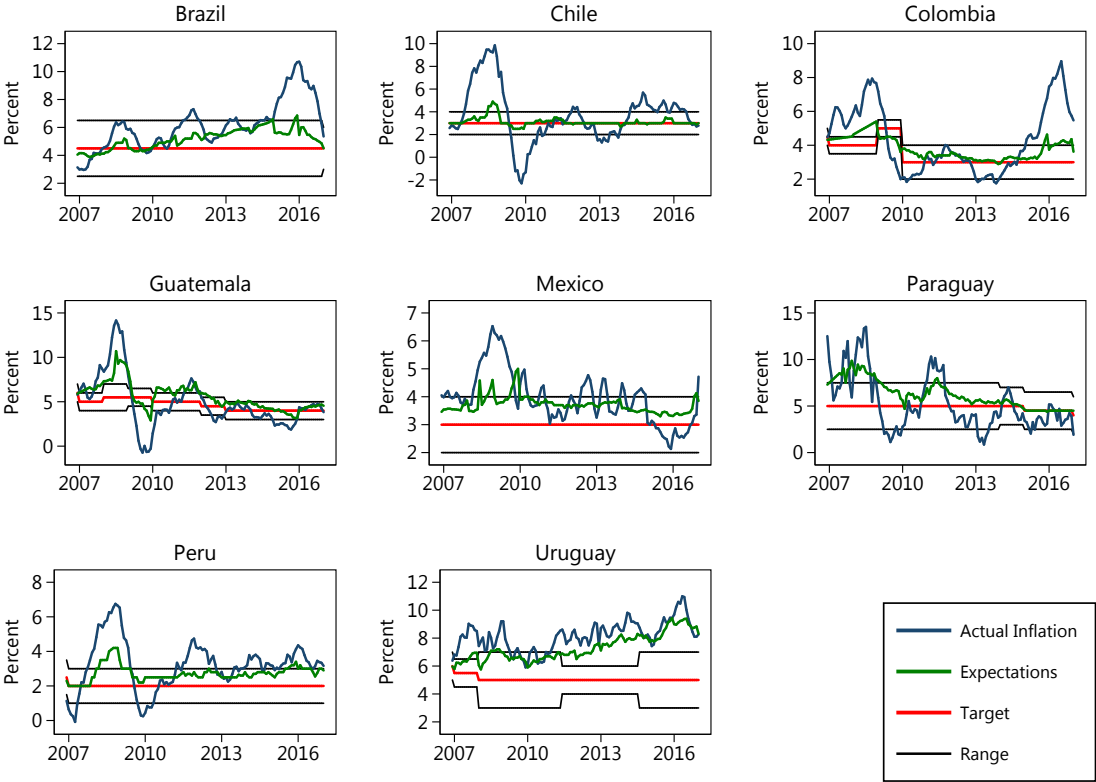 Brazil
Percent
12
10
8
6
4
2
2007 2010 2013 2016
Chile
Percent
10
8
6
4
2
0
-2
2007 2010 2013 2016
Colombia
Percent
10
8
6
4
2
2007 2010 2013 2016
Guatemala
Percent
15
10
5
0
2007 2010 2013 2016
Mexico
Percent
7
6
5
4
3
2
2007 2010 2013 2016
Paraguay
Percent
15
10
5
0
2007 2010 2013 2016
Peru
Percent
8
6
4
2
0
2007 2010 2013 2016
Uruguay
Percent
12
10
8
6
4
2
2007 2010 2013 2016
Actual Inflation
Expectations
Target
Range